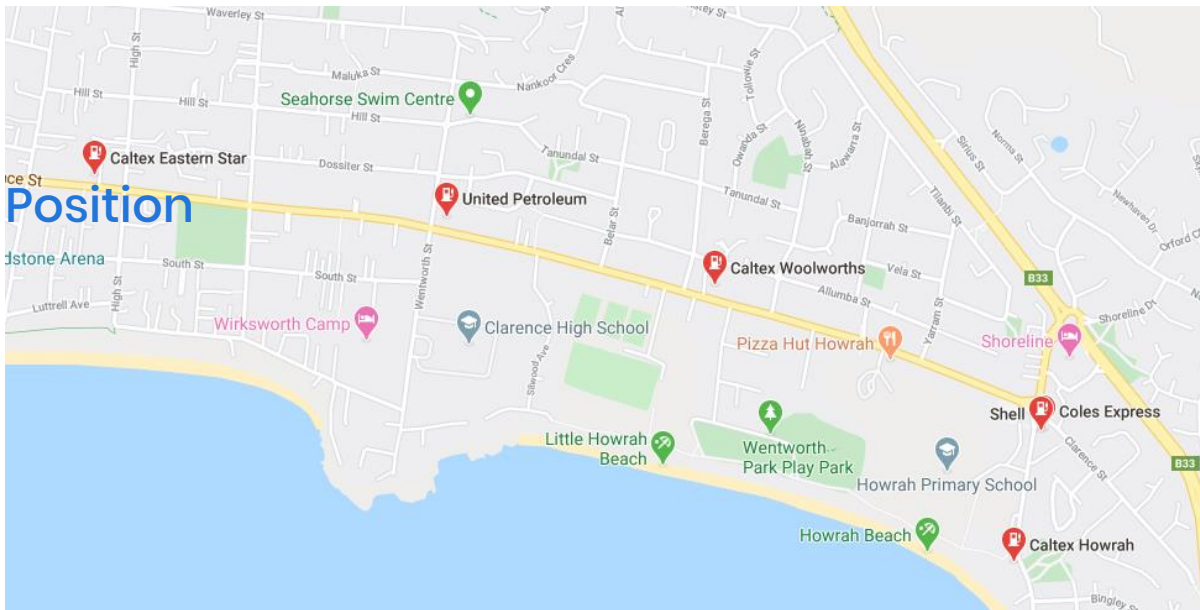 Waverley St
High St
Maluka St
Nankoor Cres
Hill St
Hill St
Seahorse Swim Centre
Hill St
Berega St
Tollowie St
Owanda St
Ninabah St
Alawarra St
Sirius St
Norma St
Caltex Eastern Star
Dossiter St
Tanundal St
Tanundal St
Tilanbi St
Newhaven Dr
Position
United Petroleum
Belar St
Banjorrah St
dstone Arena
South St
South St
Wentworth St
Caltex Woolworths
Vela St
B33
Luttrell Ave
High St
Allumba St
Yarram St
Shoreline Dr
Wirksworth Camp
Clarence High School
Silwood Ave
Pizza Hut Howrah
Shoreline
Shell
Coles Express
Little Howrah
Beach
Wentworth
Park Play Park
Clarence St
B33
Howrah Primary School
Howrah Beach
Caltex Howrah
Bingley St